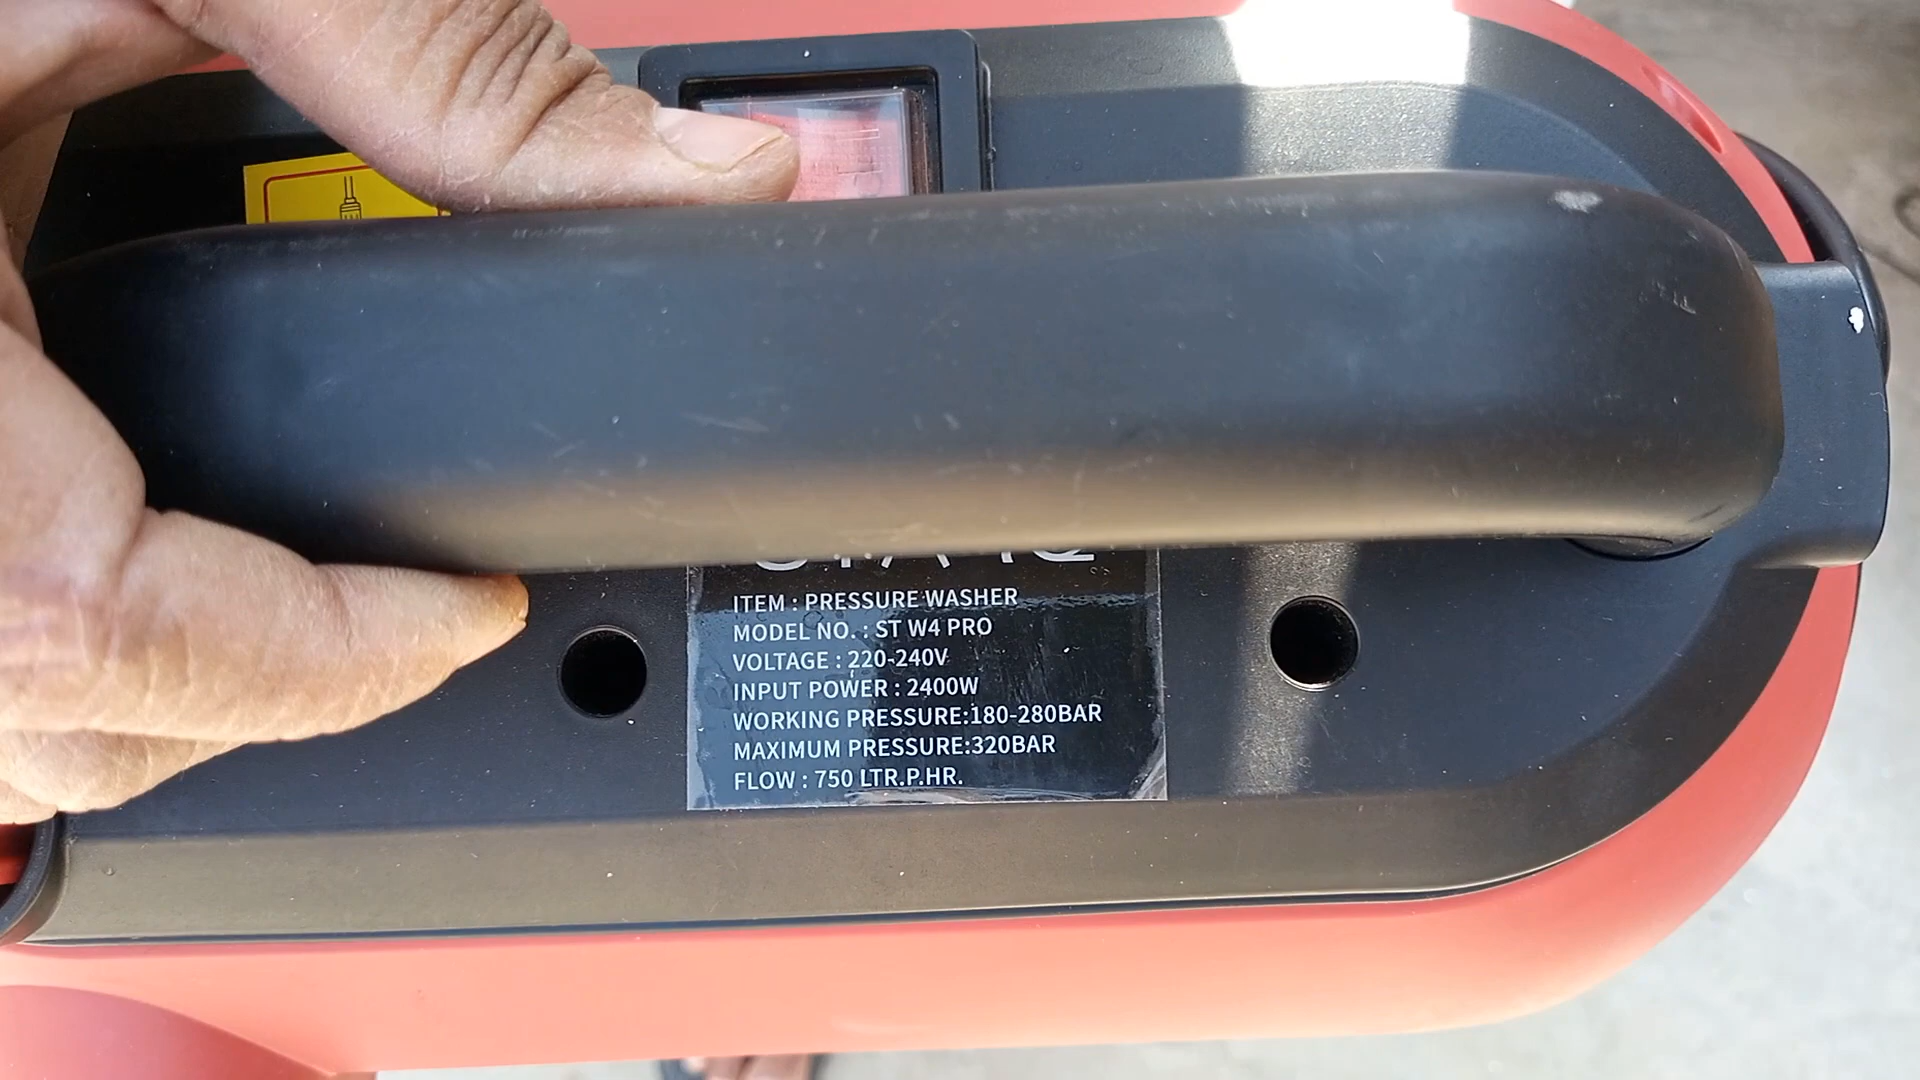 ITEM : PRESSURE WASHER
MODEL NO. : ST W4 PRO
VOLTAGE : 220-240V
INPUT POWER : 2400W
WORKING PRESSURE:180-280BAR
MAXIMUM PRESSURE:320BAR
FLOW : 750 LTR.P.HR.